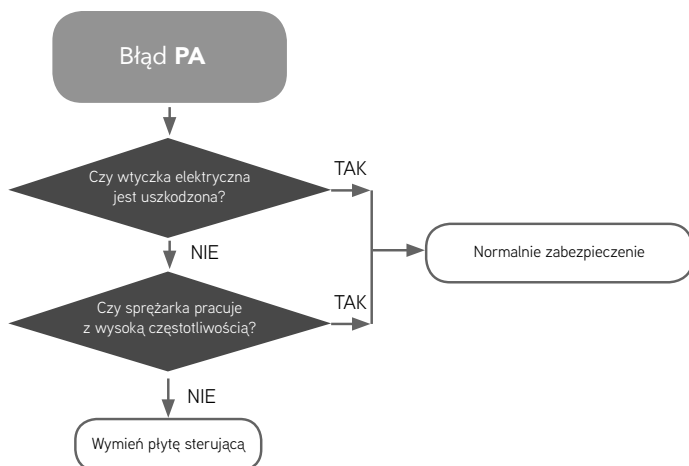 Błąd PA
Czy wtyczka elektryczna
jest uszkodzona?
TAK
NIE
Normalnie zabezpieczenie
Czy sprężarka pracuje
z wysoką częstotliwością?
TAK
NIE
Wymień płytę sterującą